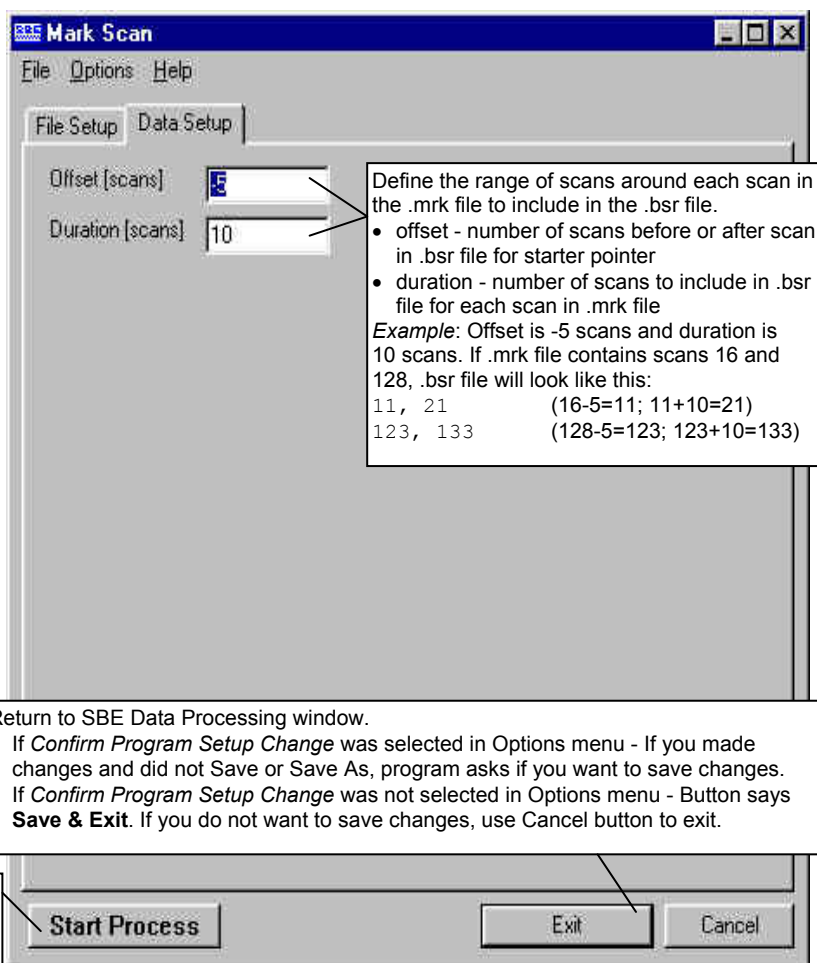 SBE Mark Scan
File Options Help
File Setup Data Setup
Offset [scans] -5
Duration [scans] 10
Define the range of scans around each scan in
the .mrk file to include in the .bsr file.
• offset - number of scans before or after scan
in .bsr file for starter pointer
• duration - number of scans to include in .bsr
file for each scan in .mrk file
Example: Offset is -5 scans and duration is
10 scans. If .mrk file contains scans 16 and
128, .bsr file will look like this:
11, 21 (16-5=11; 11+10=21)
123, 133 (128-5=123; 123+10=133)
Return to SBE Data Processing window.
If Confirm Program Setup Change was selected in Options menu - If you made
changes and did not Save or Save As, program asks if you want to save changes.
If Confirm Program Setup Change was not selected in Options menu - Button says
Save & Exit. If you do not want to save changes, use Cancel button to exit.
Start Process Exit Cancel